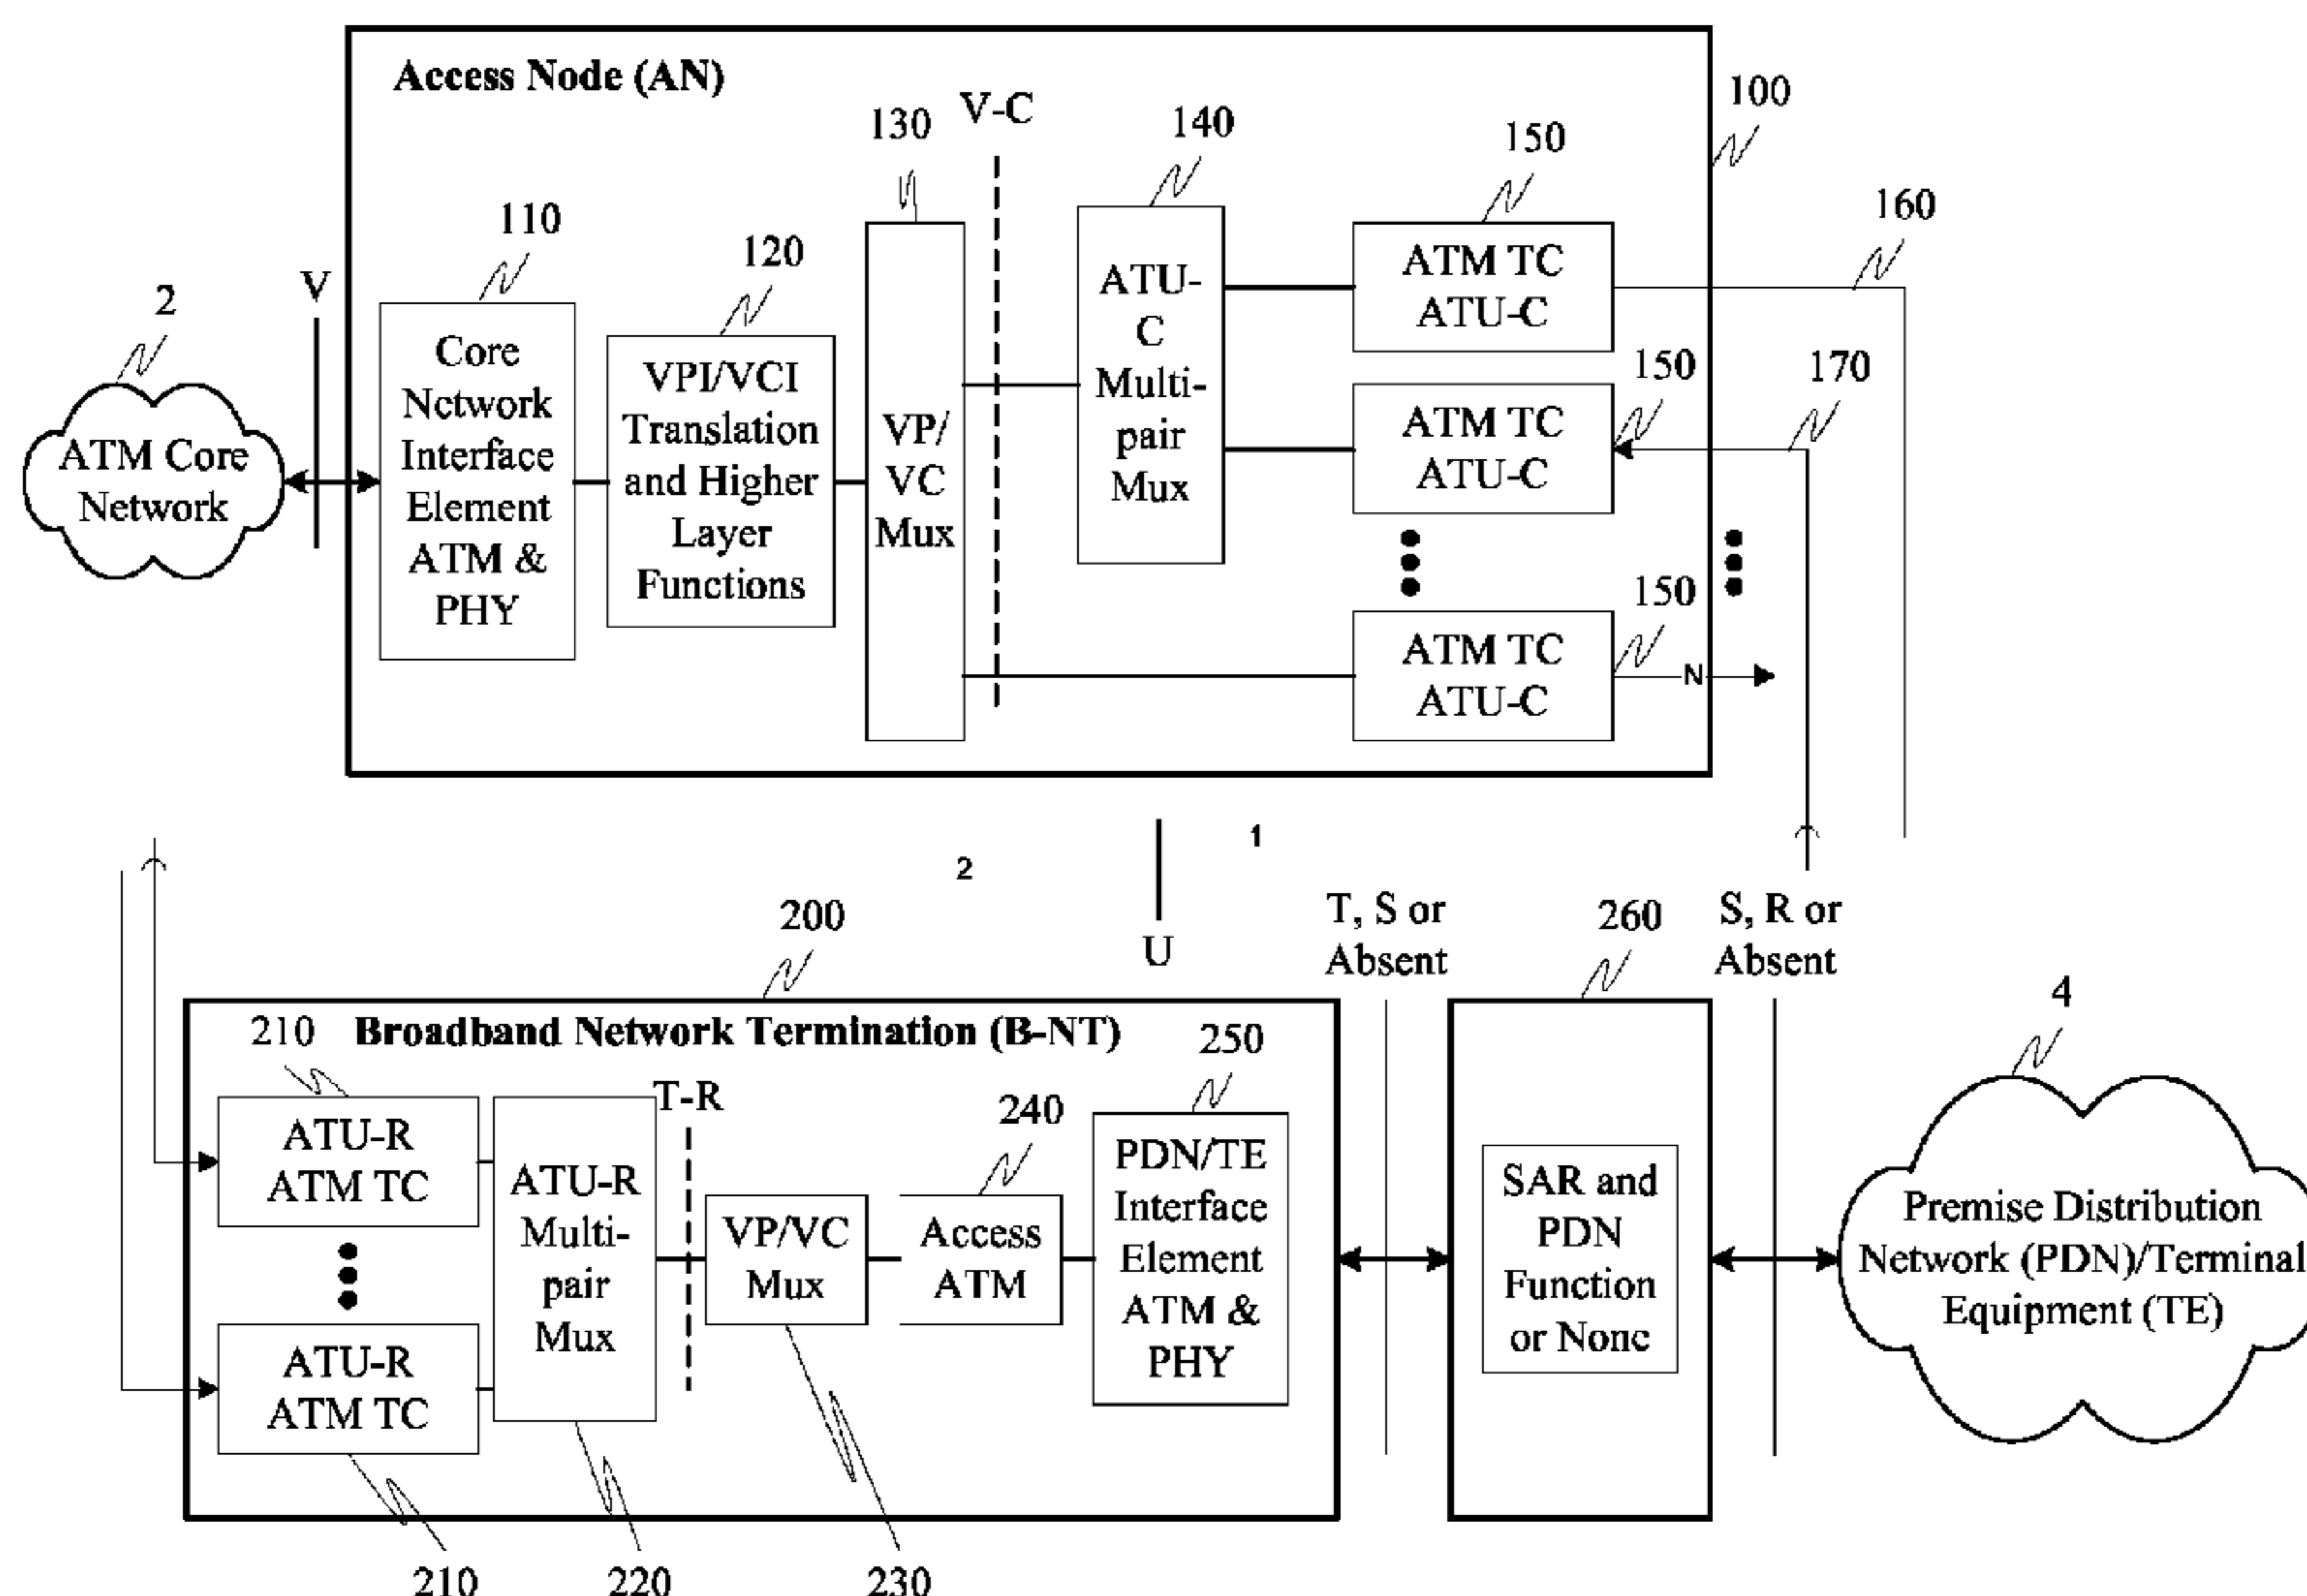 Access Node (AN)
V-C
100
130
140
150
160
110
120
2
V
ATM Core
Network
Core
Nctwork
Interface
Element
ATM &
PHY
VPI/VCI
Translation
and Higher
Layer
Functions
VP/
VC
Mux
ATU-
C
Multi-
pair
Mux
ATM TC
ATU-C
150
170
ATM TC
ATU-C
150
ATM TC
ATU-C
N
1
2
U
200
T, S or
Absent
260
S, R or
Absent
4
Broadband Network Termination (B-NT)
210
250
T-R
240
ATU-R
ATM TC
ATU-R
Multi-
pair
Mux
VP/VC
Mux
Access
ATM
PDN/TE
Interface
Element
ATM &
PHY
SAR and
PDN
Function
or Nonc
Premise Distribution
Network (PDN)/Terminal
Equipment (TE)
ATU-R
ATM TC
210
220
230